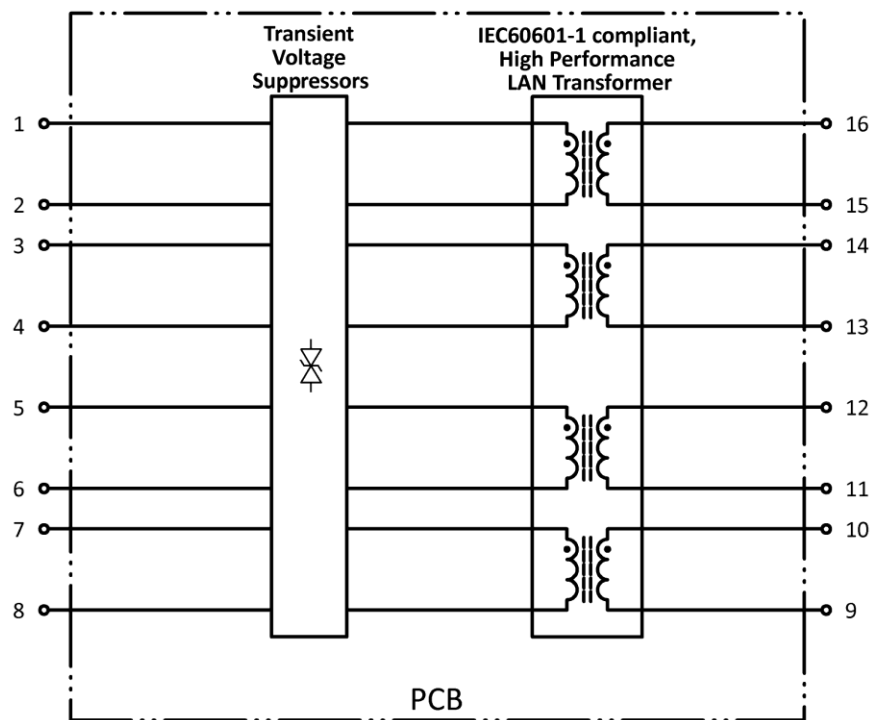 Transient
Voltage
Suppressors
IEC60601-1 compliant,
High Performance
LAN Transformer
1
16
2
15
3
14
4
13
5
12
6
11
7
10
8
9
PCB